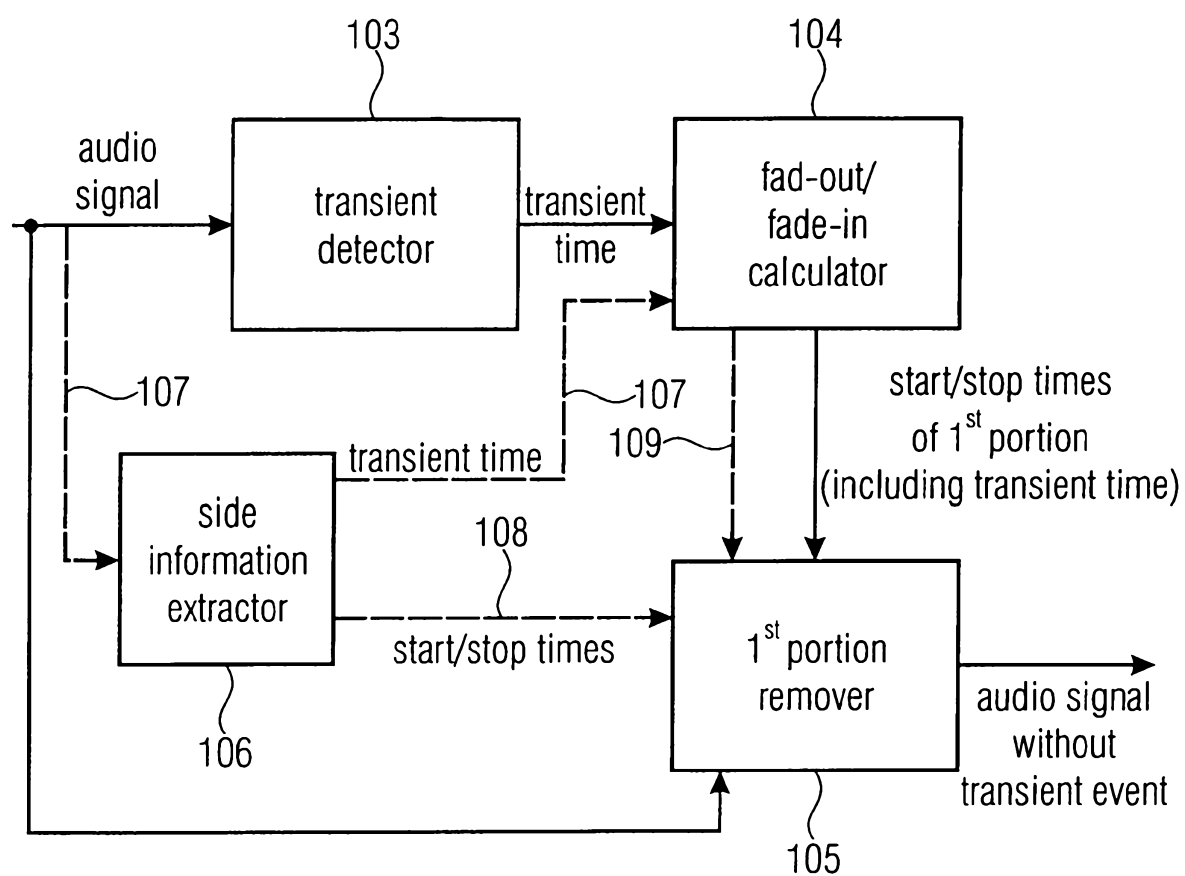 103
104
audio
signal
transient
detector
transient
time
fad-out/
fade-in
calculator
107
107
109
start/stop times
of 1st portion
(including transient time)
transient time
side
information
extractor
108
start/stop times
1st portion
remover
audio signal
without
transient event
106
105